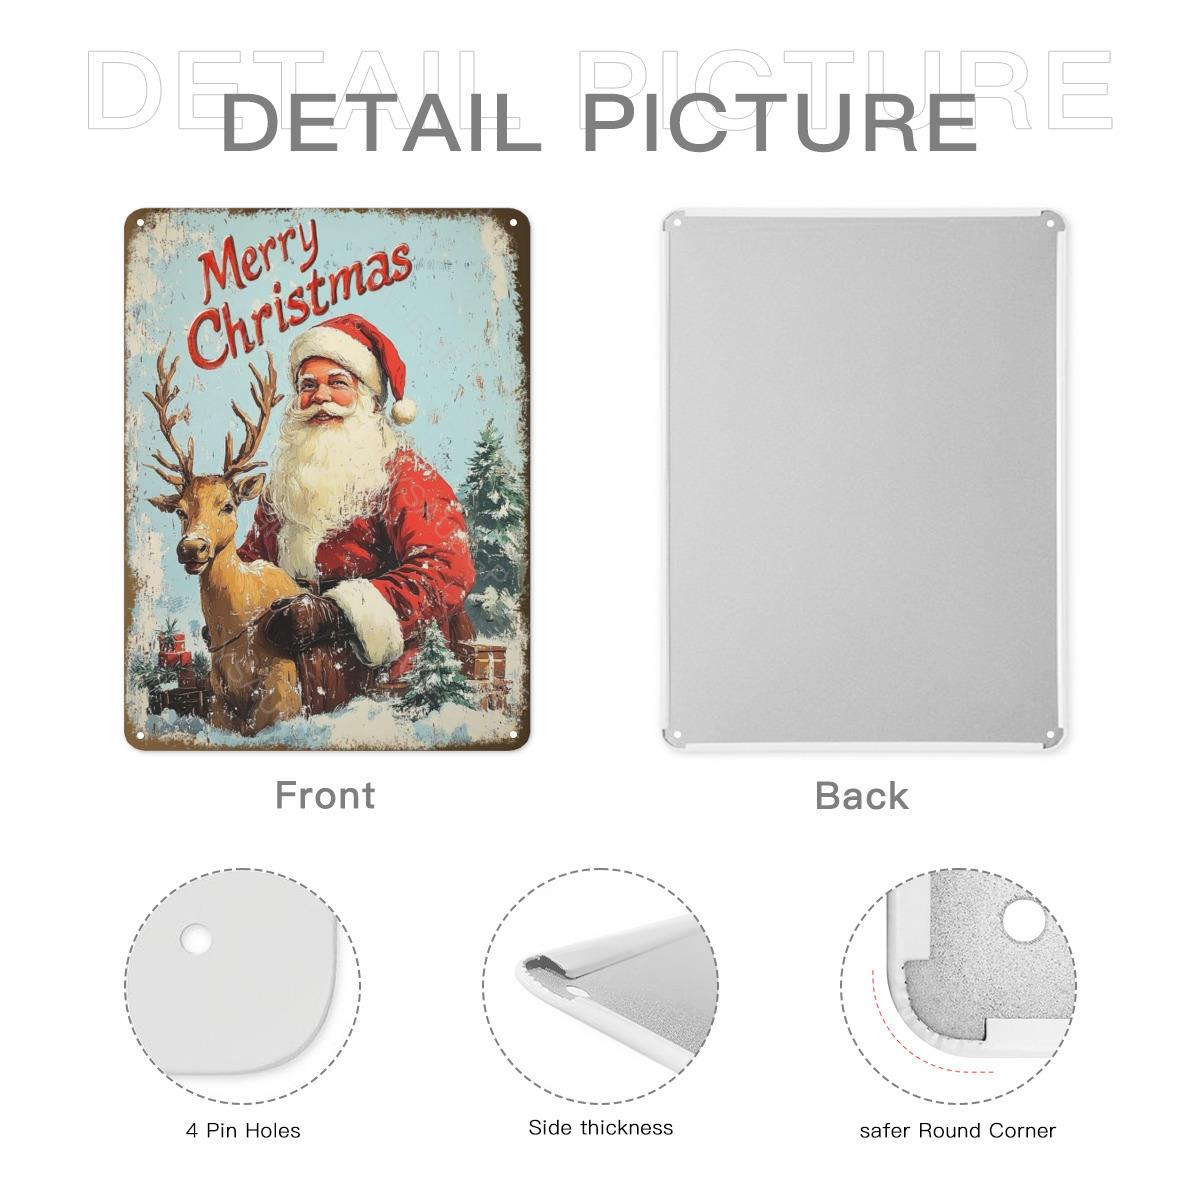 DETAIL PICTURE
DETAIL PICTURE
Merry
Christmas
Front
Back
4 Pin Holes
Side thickness
safer Round Corner